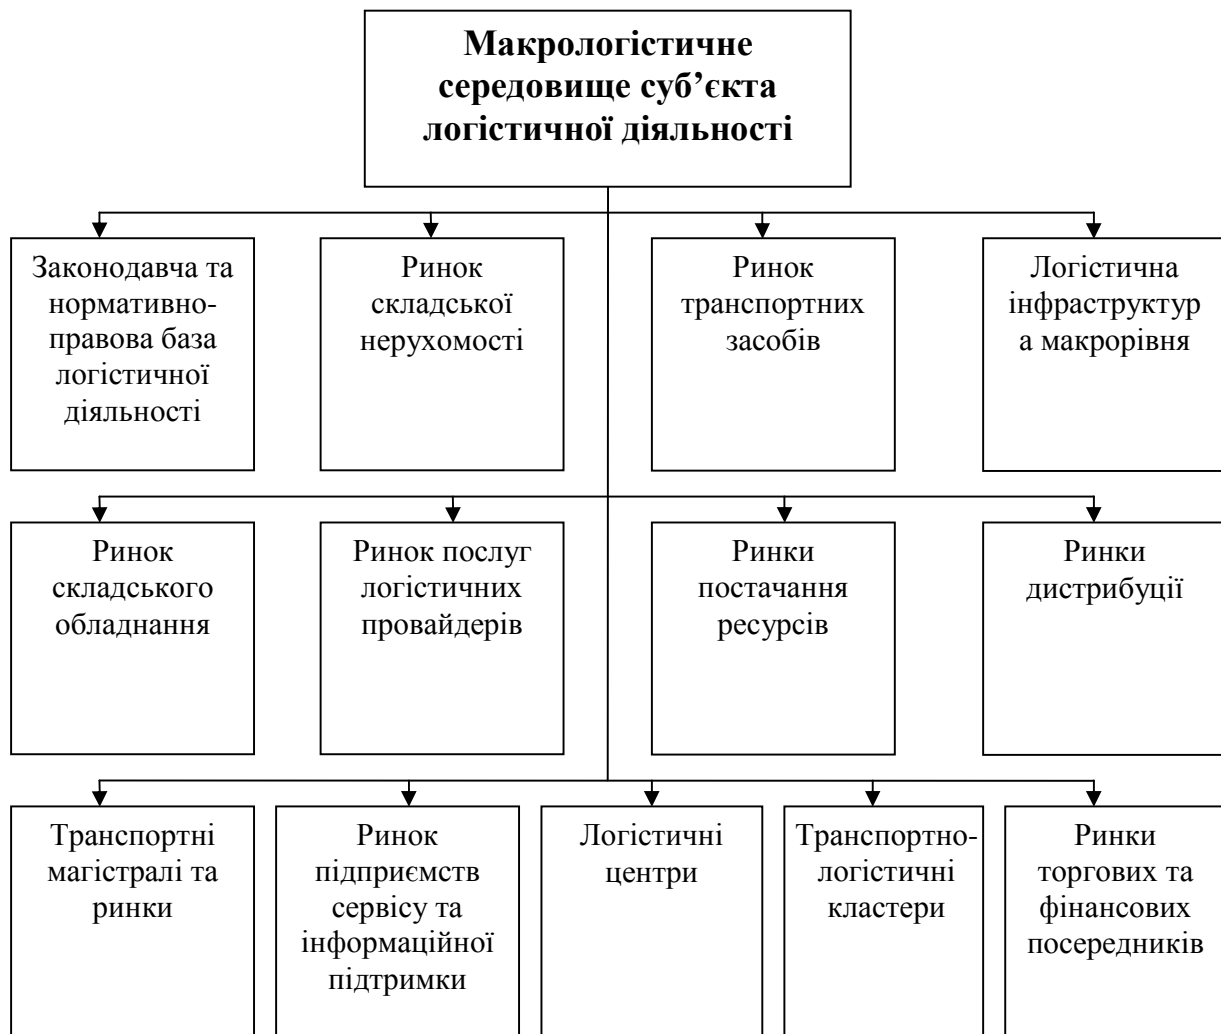 Макрологістичне
середовище суб’єкта
логістичної діяльності
Законодавча та
нормативно-
правова база
логістичної
діяльності
Ринок
складської
нерухомості
Ринок
транспортних
засобів
Логістична
інфраструктур
а макрорівня
Ринок
складського
обладнання
Ринок послуг
логістичних
провайдерів
Ринки
постачання
ресурсів
Ринки
дистрибуції
Транспортні
магістралі та
ринки
Ринок
підприємств
сервісу та
інформаційної
підтримки
Логістичні
центри
Транспортно-
логістичні
кластери
Ринки
торгових та
фінансових
посередників